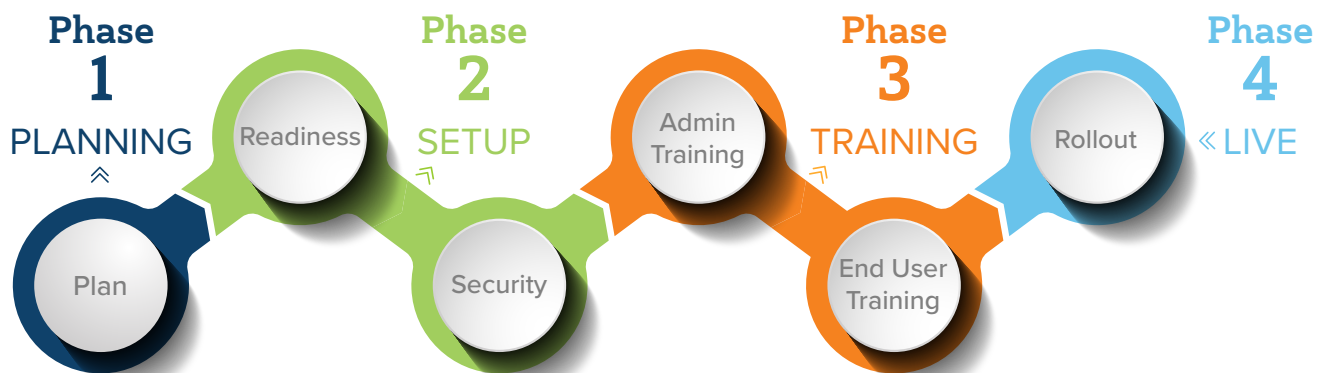 Phase
1
PLANNING
Plan
Readiness
Phase
2
SETUP
Security
Admin
Training
Phase
3
TRAINING
End User
Training
Rollout
Phase
4
LIVE